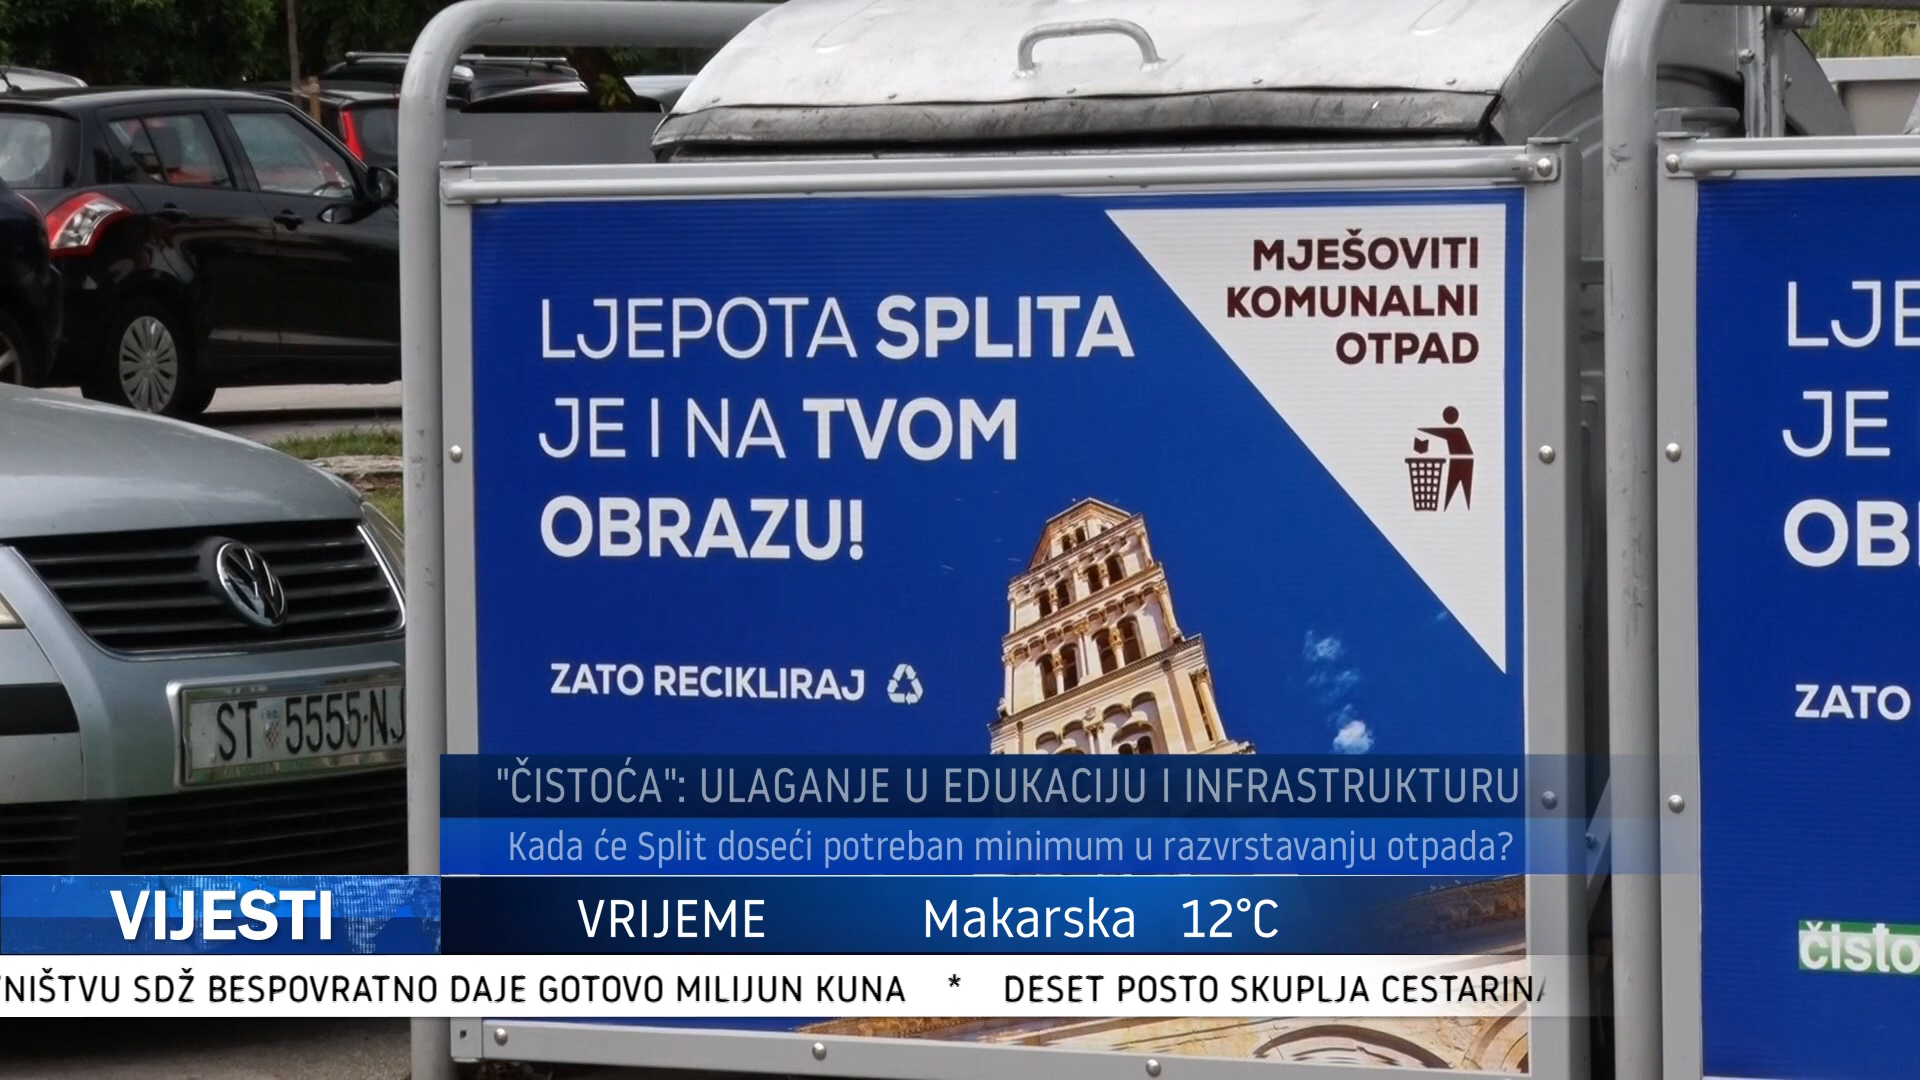 MJEŠOVITI
KOMUNALNI
OTPAD
LJEPOTA SPLITA
JE I NA TVOM
OBRAZU!
ZATO RECIKLIRAJ
LJE
JE
OB
ZATO
čisto
ST 5555·NJ
"ČISTOĆA": ULAGANJE U EDUKACIJU I INFRASTRUKTURU
Kada će Split doseći potreban minimum u razvrstavanju otpada?
VIJESTI VRIJEME Makarska 12°C
NIŠTVU SDŽ BESPOVRATNO DAJE GOTOVO MILIJUN KUNA * DESET POSTO SKUPLJA CESTARIN